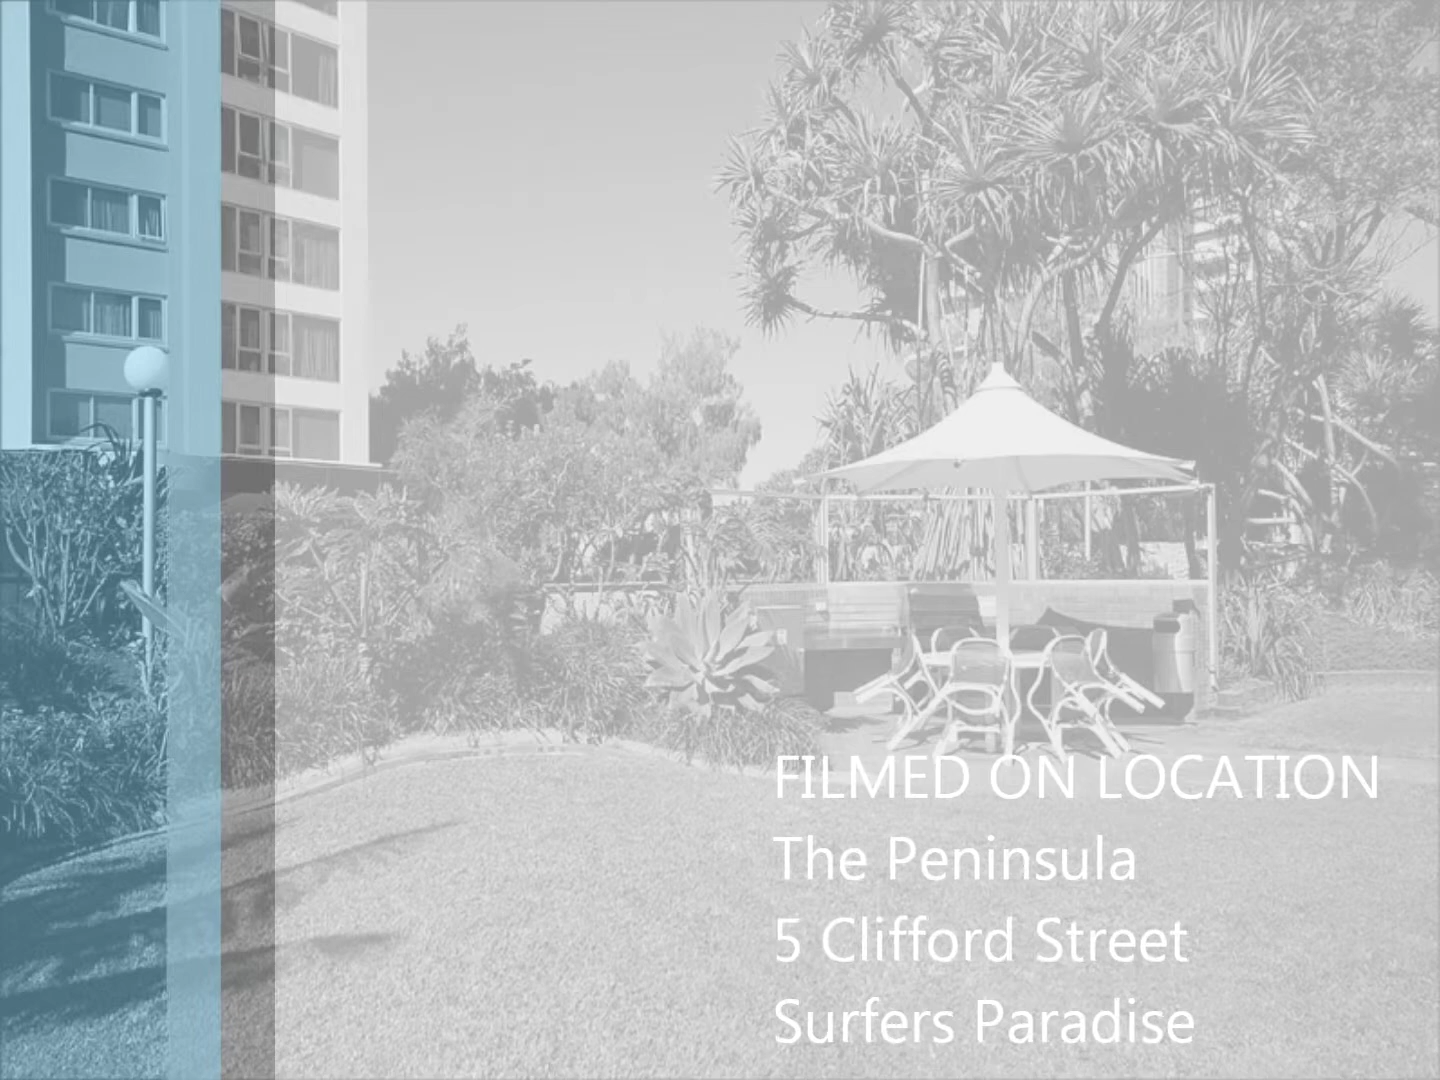 FILMED ON LOCATION
The Peninsula
5 Clifford Street
Surfers Paradise